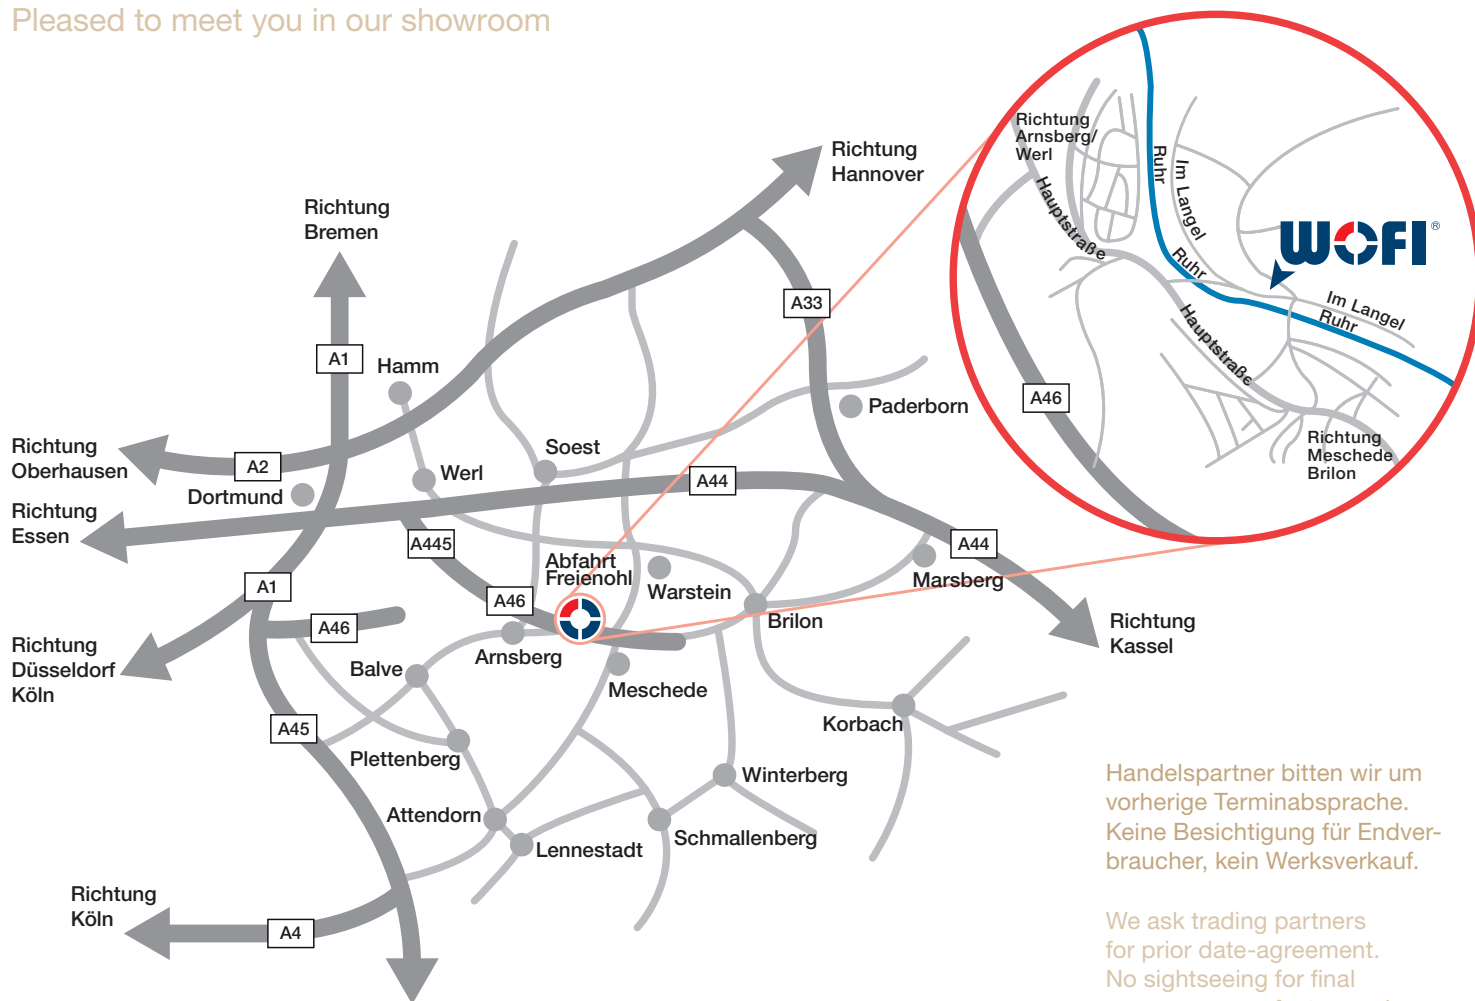 Pleased to meet you in our showroom
Richtung
Hannover
Richtung
Bremen
A33
A1
Hamm
Paderborn
Richtung
Oberhausen
A2
Soest
Werl
Dortmund
A44
Richtung
Essen
A445
Abfahrt
Freienohl
Warstein
A44
Marsberg
A1
A46
A46
Brilon
Richtung
Kassel
Richtung
Düsseldorf
Köln
Arnsberg
Balve
Meschede
A45
Korbach
Plettenberg
Winterberg
Attendorn
Schmallenberg
Lennestadt
Richtung
Köln
A4
Richtung
Arnsberg/
Werl
Ruhr
Im Langel
Hauptstraße
WOFI®
Ruhr
Im Langel
Ruhr
Hauptstraße
A46
Richtung
Meschede
Brilon
Handelspartner bitten wir um
vorherige Terminabsprache.
Keine Besichtigung für Endver-
braucher, kein Werksverkauf.
We ask trading partners
for prior date-agreement.
No sightseeing for final